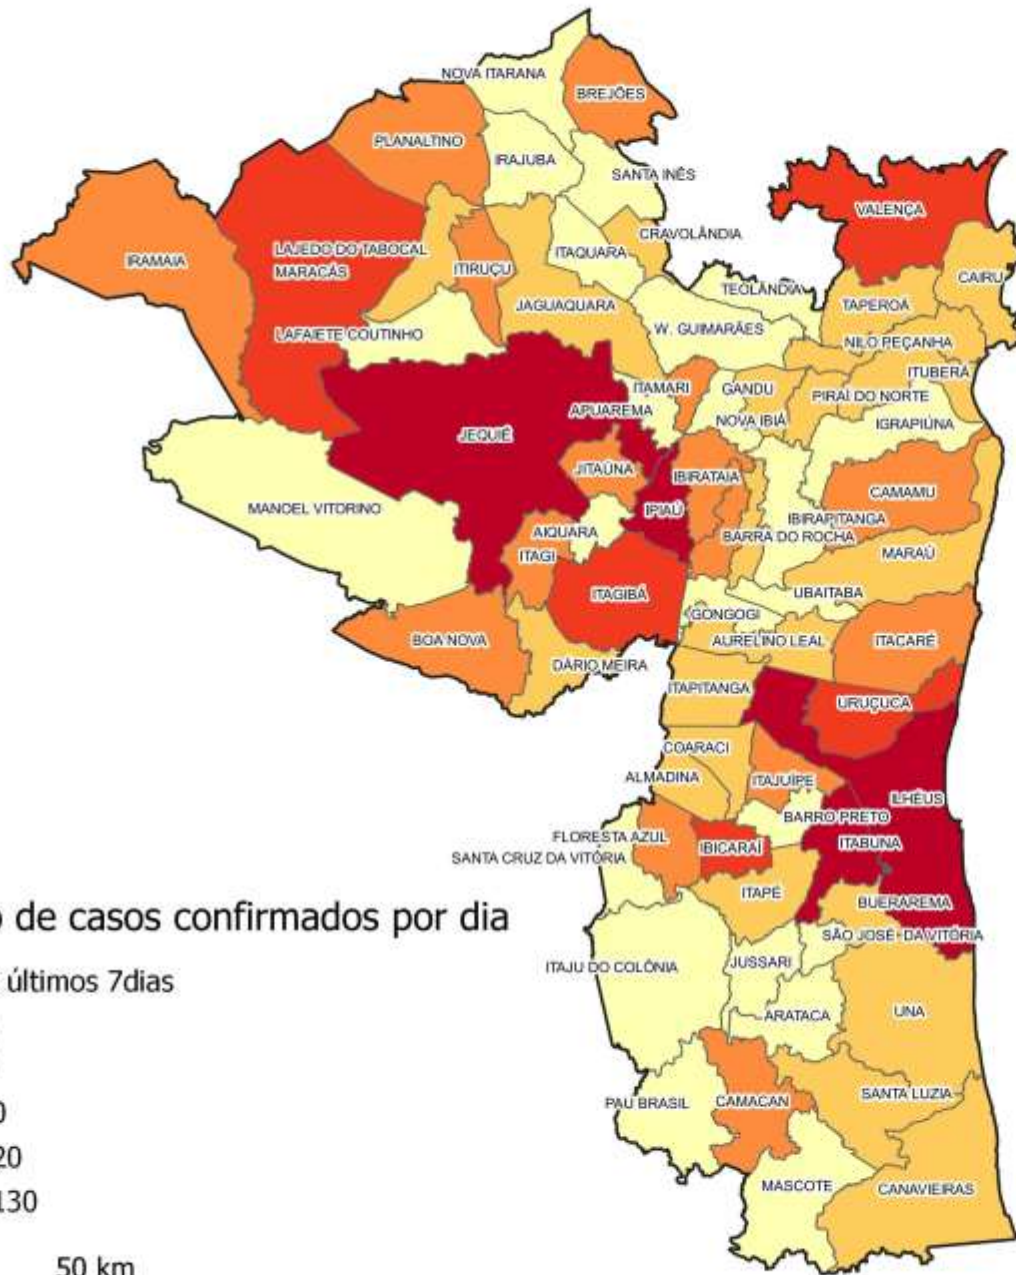 NOVA ITARANA
BREJÕES
PLANALTINO
IRAJUBA
SANTA INÊS
VALENÇA
CRAVOLÂNDIA
LAJEDO DO TABOCAL
ITAQUARA
IRAMAIA
ITIRUÇU
MARACÁS
CAIRU
TEOLÂNDIA
JAGUAQUARA
TAPEROÁ
W. GUIMARÃES
LAFAIETE COUTINHO
NILO PEÇANHA
ITUBERÁ
ITAMARI
GANDU
PIRAÍ DO NORTE
APUAREMA
NOVA IBIÁ
IGRAPIÚNA
JEQUIÉ
JITAÚNA
IBIRATAIA
CAMAMU
MANOEL VITORINO
IPIAÚ
IBIRAPITANGA
AIQUARA
BARRA DO ROCHA
ITAGI
MARAÚ
ITAGIBÁ
UBAITABA
GONGOGI
BOA NOVA
AURELINO LEAL
ITACARÉ
DÁRIO MEIRA
ITAPITANGA
URUÇUCA
COARACI
ALMADINA
ITAJUÍPE
ILHÉUS
BARRO PRETO
FLORESTA AZUL
IBICARAÍ
ITABUNA
SANTA CRUZ DA VITÓRIA
ITAPÉ
BUERAREMA
de casos confirmados por dia
SÃO JOSÉ DA VITÓRIA
ITAJU DO COLÔNIA
JUSSARI
últimos 7dias
ARATACA
UNA
SANTA LUZIA
PAU BRASIL
CAMACAN
20
130
MASCOTE
CANAVIEIRAS
50 km